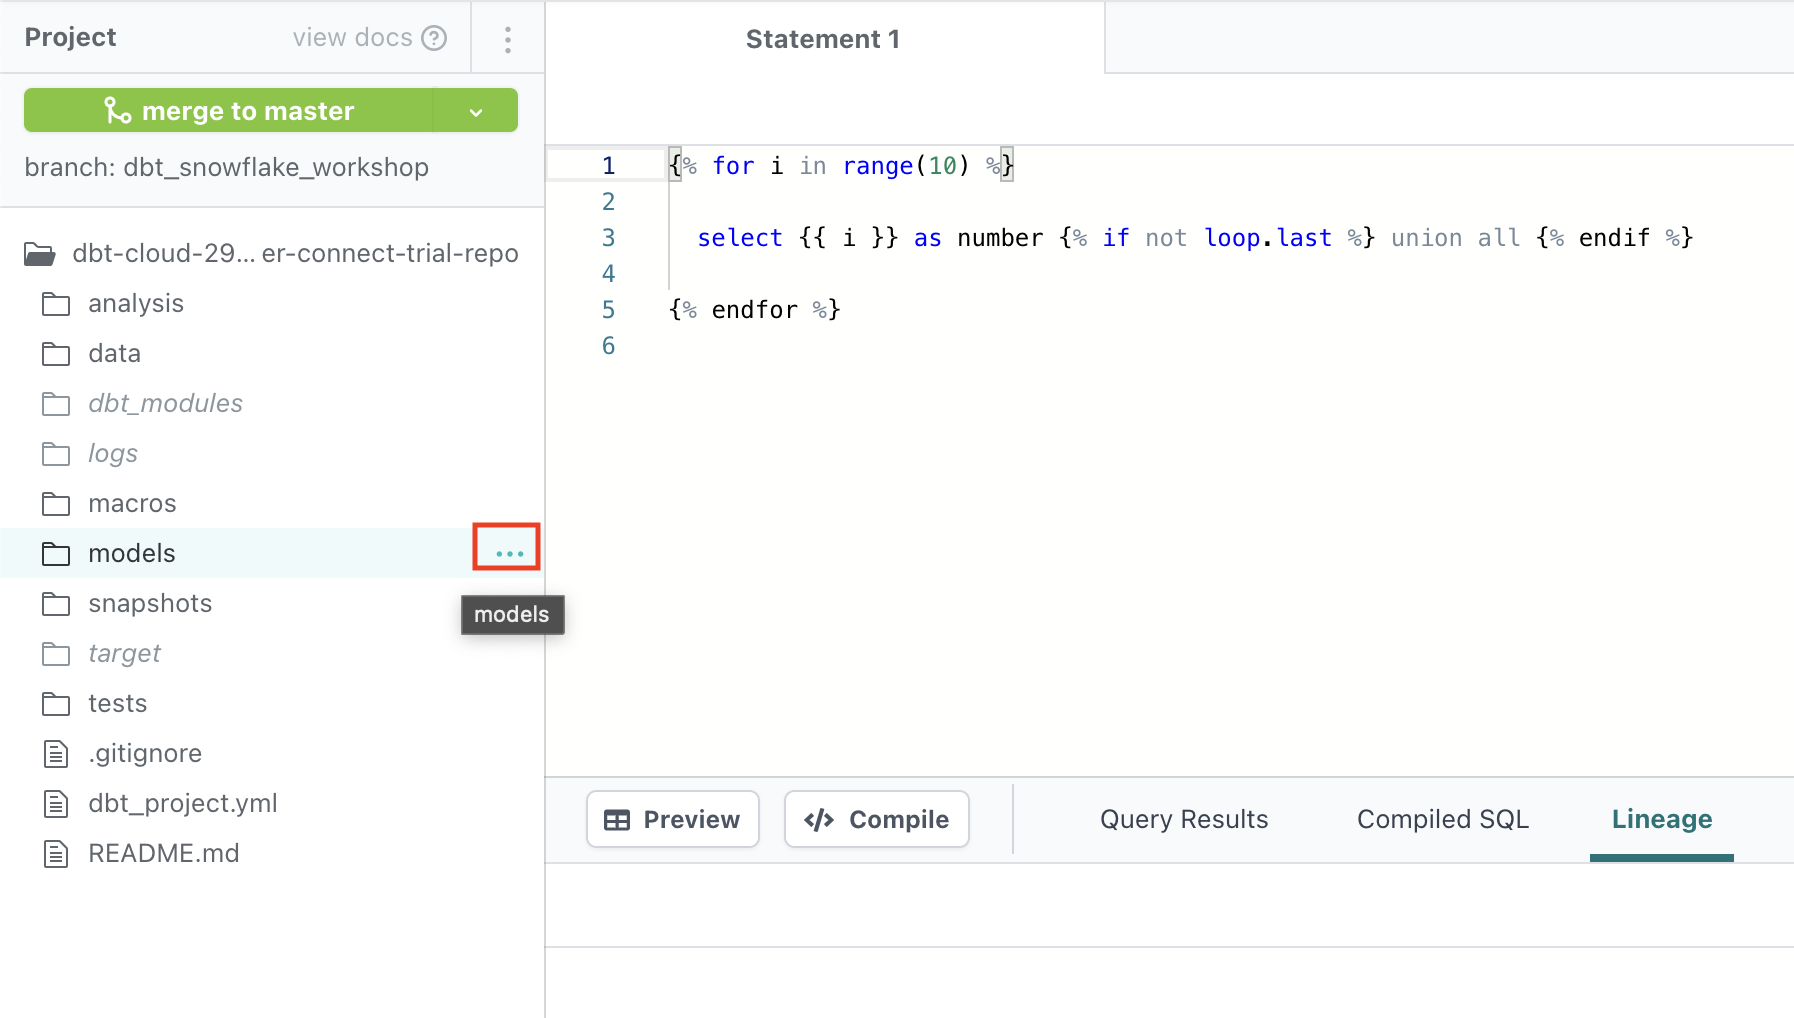 Project
view docs
merge to master
branch: dbt_snowflake_workshop
dbt-cloud-29... er-connect-trial-repo
analysis
data
dbt_modules
logs
macros
models
...
models
snapshots
target
tests
.gitignore
dbt_project.yml
README.md
Statement 1
1 {% for i in range(10) %}
2
3 select {{ i }} as number {% if not loop.last %} union all {% endif %}
4
5 {% endfor %}
6
Preview
</> Compile
Query Results
Compiled SQL
Lineage